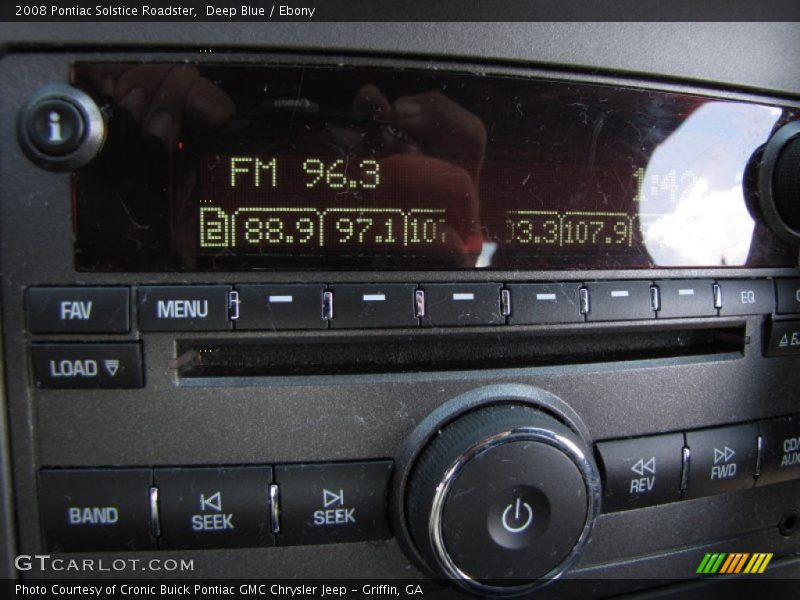 2008 Pontiac Solstice Roadster, Deep Blue / Ebony
i
FM 96.3
2 88.9 97.1 107.9
FAV MENU EQ
LOAD
BAND SEEK SEEK REV FWD
GTCARLOT.COM
Photo Courtesy of Cronic Buick Pontiac GMC Chrysler Jeep - Griffin, GA